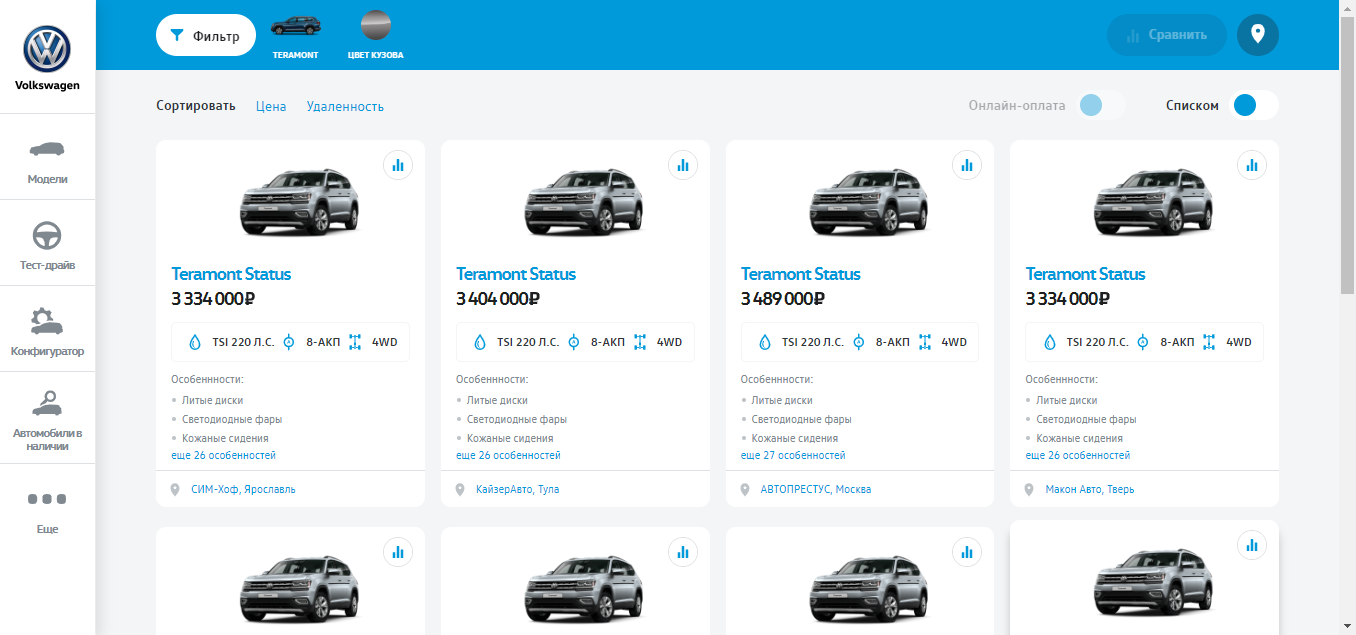 Volkswagen
Модели
Тест-драйв
Конфигуратор
Автомобили в
наличии
Еще
Фильтр
TERAMONT
ЦВЕТ КУЗОВА
Сравнить
Сортировать
Цена
Удаленность
Онлайн-оплата
Списком
Teramont Status
3 334 000₽
TSI 220 Л.С.
8-АКП
4WD
Особеннности:
Литые диски
Светодиодные фары
Кожаные сидения
еще 26 особенностей
СИМ-Хоф, Ярославль
Teramont Status
3 404 000₽
TSI 220 Л.С.
8-АКП
4WD
Особеннности:
Литые диски
Светодиодные фары
Кожаные сидения
еще 26 особенностей
КайзерАвто, Тула
Teramont Status
3 489 000₽
TSI 220 Л.С.
8-АКП
4WD
Особеннности:
Литые диски
Светодиодные фары
Кожаные сидения
еще 27 особенностей
АВТОПРЕСТУС, Москва
Teramont Status
3 334 000₽
TSI 220 Л.С.
8-АКП
4WD
Особеннности:
Литые диски
Светодиодные фары
Кожаные сидения
еще 26 особенностей
Макон Авто, Тверь